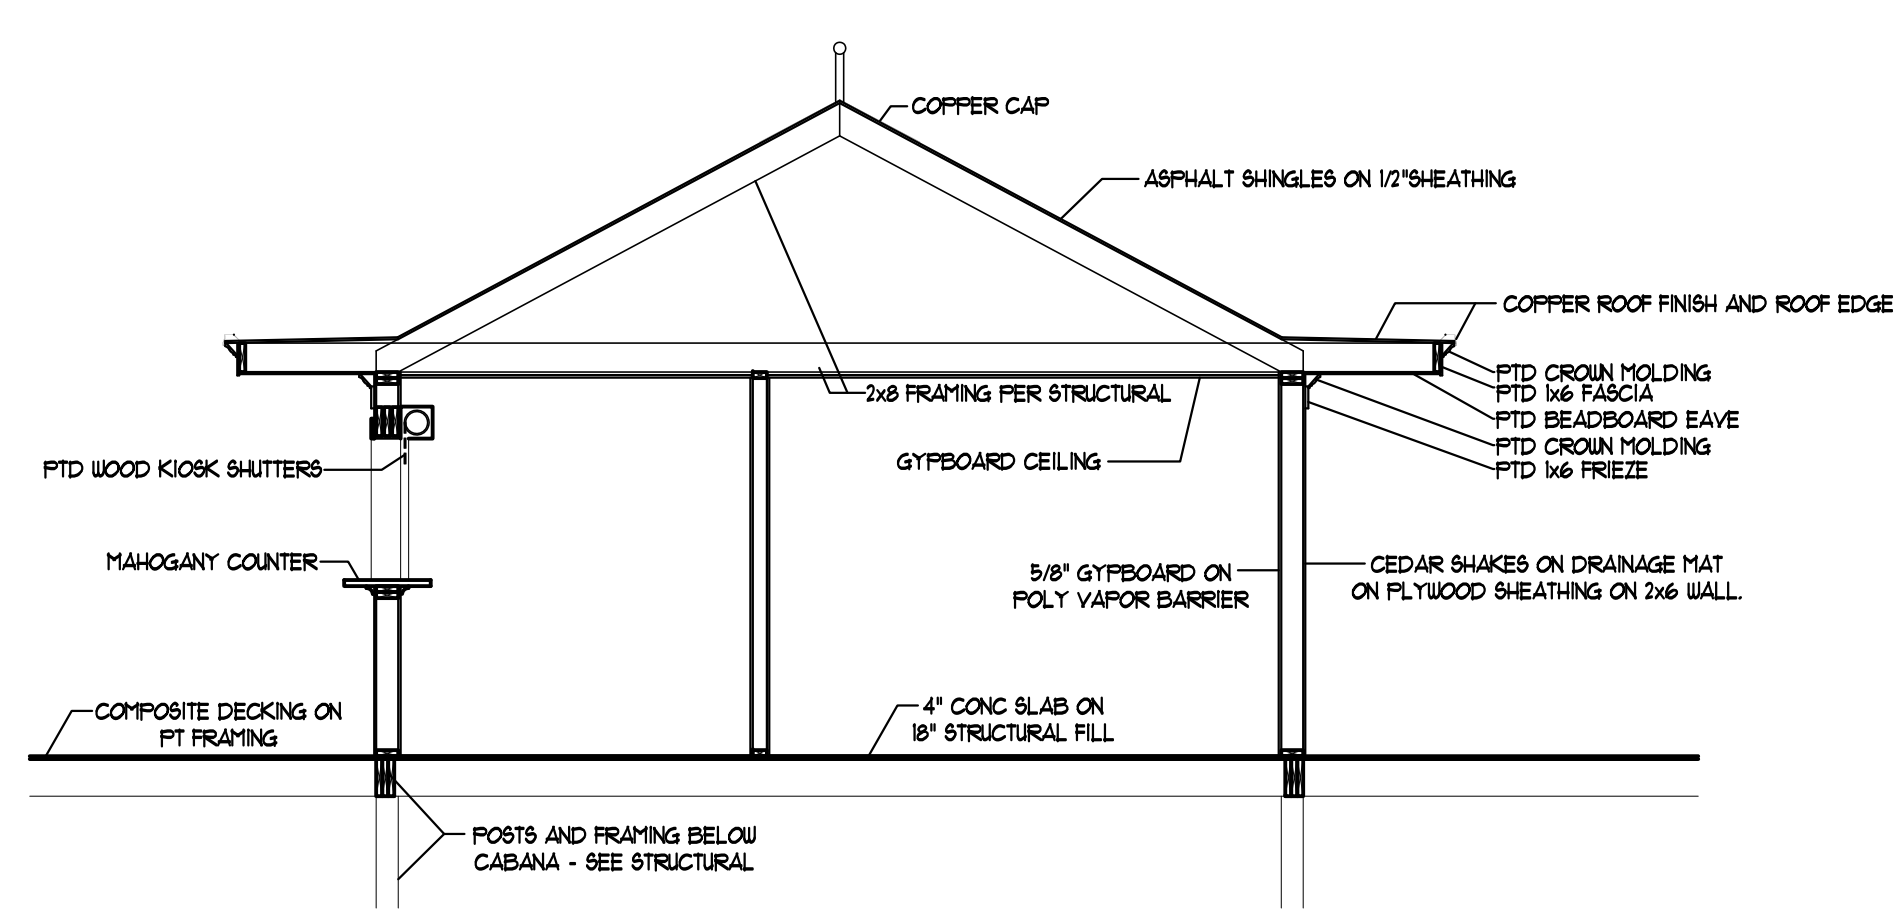 COPPER CAP
ASPHALT SHINGLES ON 1/2"SHEATHING
COPPER ROOF FINISH AND ROOF EDGE
PTD CROWN MOLDING
PTD 1x6 FASCIA
2x8 FRAMING PER STRUCTURAL
PTD BEADBOARD EAVE
PTD CROWN MOLDING
PTD 1x6 FRIEZE
GYPBOARD CEILING
PTD WOOD KIOSK SHUTTERS
MAHOGANY COUNTER
5/8" GYPBOARD ON
POLY VAPOR BARRIER
CEDAR SHAKES ON DRAINAGE MAT
ON PLYWOOD SHEATHING ON 2x6 WALL.
COMPOSITE DECKING ON
PT FRAMING
4" CONC SLAB ON
18" STRUCTURAL FILL
POSTS AND FRAMING BELOW
CABANA - SEE STRUCTURAL